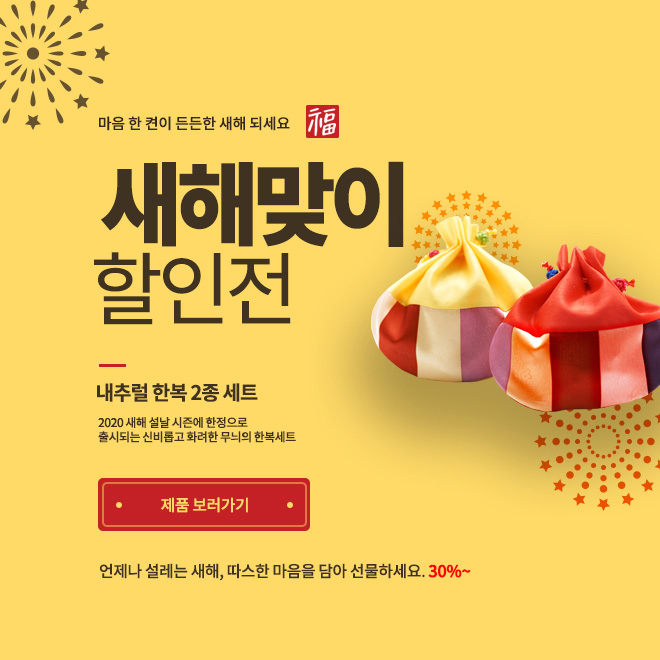 마음 한 켠이 든든한 새해 되세요 福
새해맞이
할인전
내추럴 한복 2종 세트
2020 새해 설날 시즌에 한정으로
출시되는 신비롭고 화려한 무늬의 한복세트
제품 보러가기
언제나 설레는 새해, 따스한 마음을 담아 선물하세요. 30%~